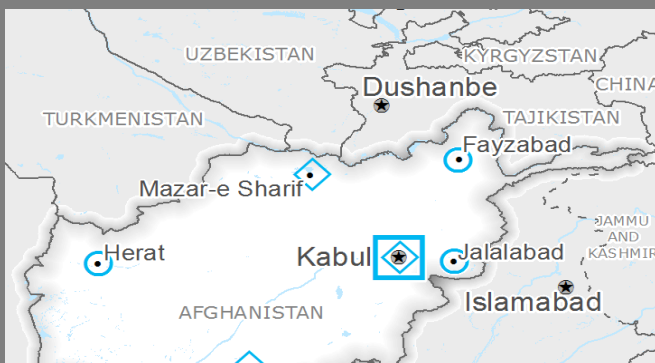 UZBEKISTAN
KYRGYZSTAN
CHINA
Dushanbe
TURKMENISTAN
TAJIKISTAN
Fayzabad
Mazar-e Sharif
JAMMU
AND
KASHMIR
Herat
Kabul
Jalalabad
Islamabad
AFGHANISTAN